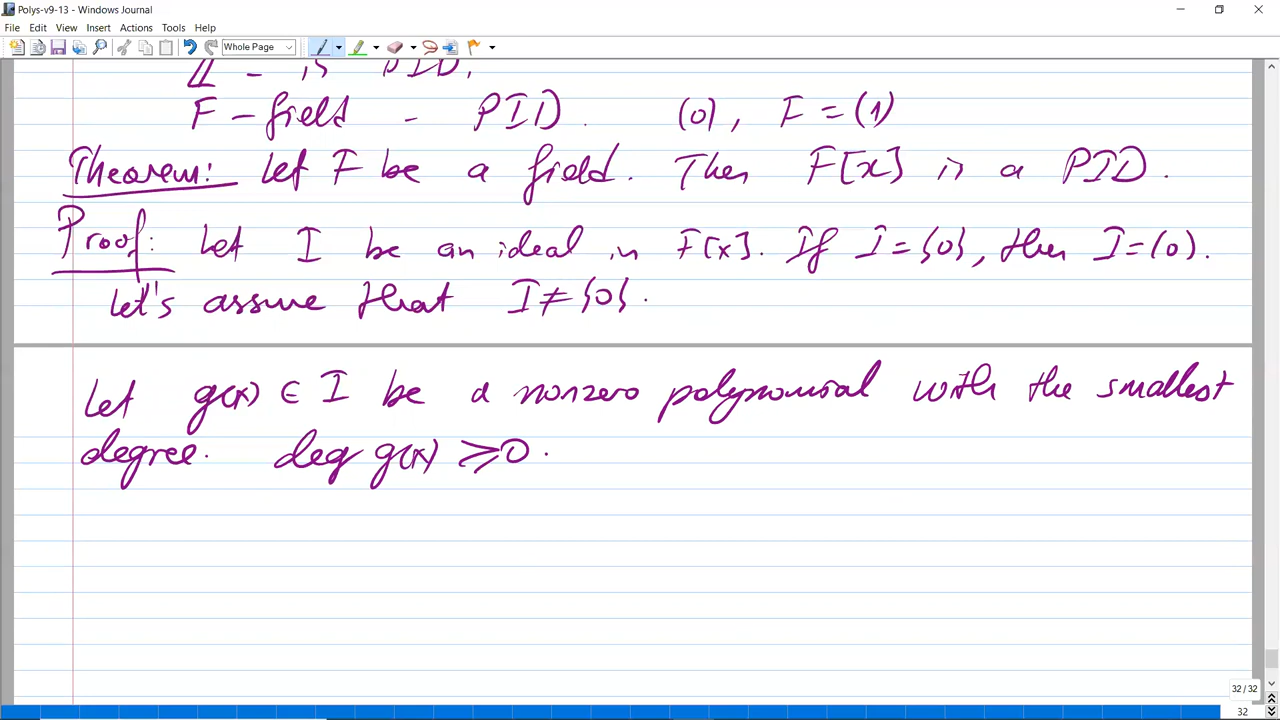 Polys-v9-13 - Windows Journal
File Edit View Insert Actions Tools Help
Whole Page
ℤ - is PID.
F - field - PID. (0), F = (1)
Theorem: Let F be a field. Then F[x] is a PID.
Proof: Let I be an ideal in F[x]. If I = {0}, then I = (0).
Let's assume that I ≠ {0}.
Let g(x) ∈ I be a nonzero polynomial with the smallest
degree. deg g(x) ⩾ 0.
32 / 32
32